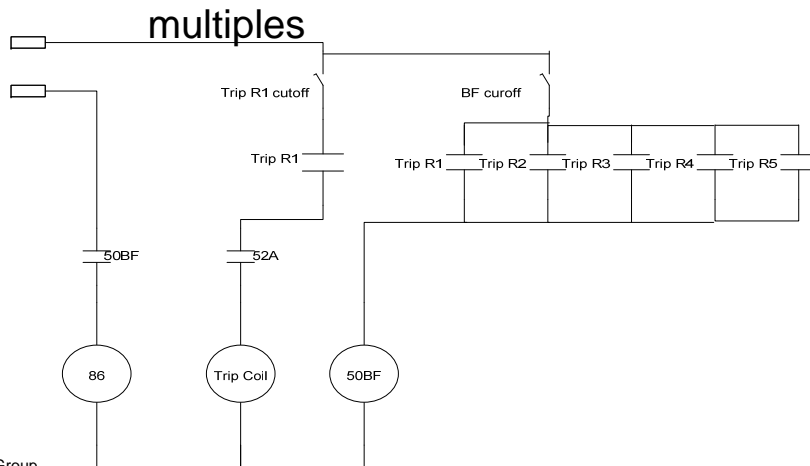 multiples
Trip R1 cutoff
BF curoff
Trip R1
Trip R1
Trip R2
Trip R3
Trip R4
Trip R5
50BF
52A
86
Trip Coil
50BF
Group